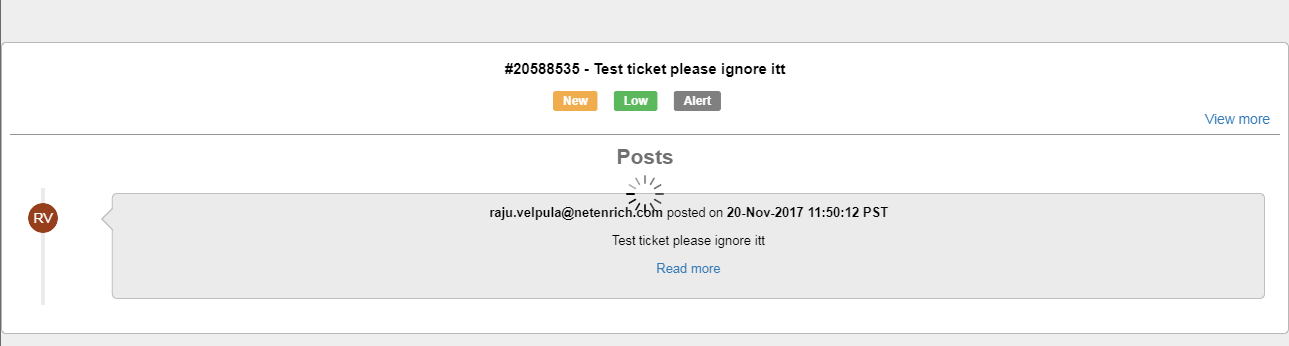 #20588535 - Test ticket please ignore itt
New Low Alert
View more
Posts
RV
raju.velpula@netenrich.com posted on 20-Nov-2017 11:50:12 PST
Test ticket please ignore itt
Read more